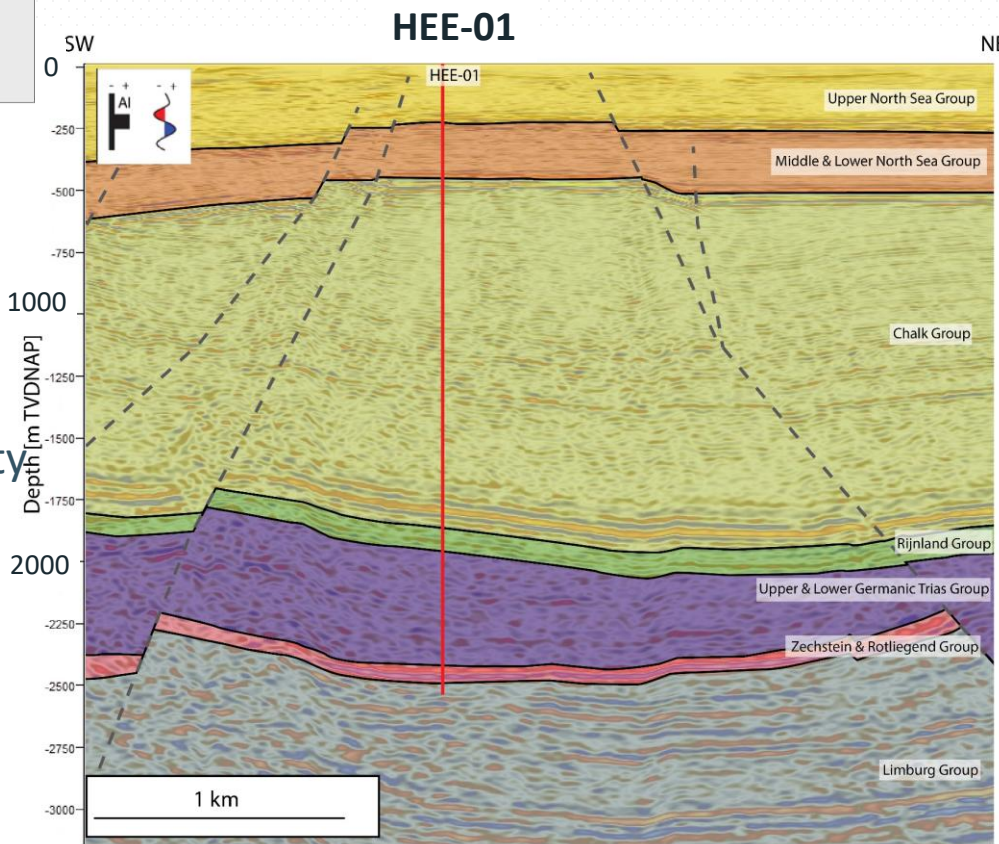 HEE-01
SW
NE
0
HEE-01
- + - +
AI
Upper North Sea Group
-250
Middle & Lower North Sea Group
-500
-750
1000
Chalk Group
-1250
Depth [m TVDNAP]
-1500
ty
-1750
Rijnland Group
2000
Upper & Lower Germanic Trias Group
-2250
Zechstein & Rotliegend Group
-2500
-2750
Limburg Group
1 km
-3000